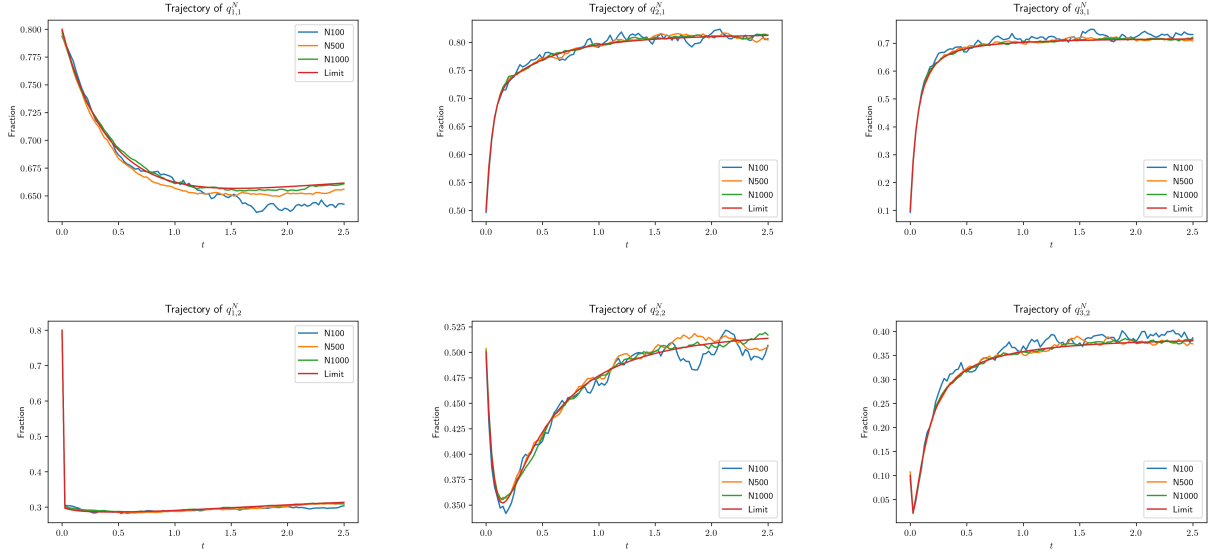 Trajectory of q^N_{1,1}
Fraction
0.800
0.775
0.750
0.725
0.700
0.675
0.650
N100
N500
N1000
Limit
0.0 0.5 1.0 1.5 2.0 2.5
t
Trajectory of q^N_{2,1}
Fraction
0.80
0.75
0.70
0.65
0.60
0.55
0.50
N100
N500
N1000
Limit
0.0 0.5 1.0 1.5 2.0 2.5
t
Trajectory of q^N_{3,1}
Fraction
0.7
0.6
0.5
0.4
0.3
0.2
0.1
N100
N500
N1000
Limit
0.0 0.5 1.0 1.5 2.0 2.5
t
Trajectory of q^N_{1,2}
Fraction
0.8
0.7
0.6
0.5
0.4
0.3
N100
N500
N1000
Limit
0.0 0.5 1.0 1.5 2.0 2.5
t
Trajectory of q^N_{2,2}
Fraction
0.525
0.500
0.475
0.450
0.425
0.400
0.375
0.350
N100
N500
N1000
Limit
0.0 0.5 1.0 1.5 2.0 2.5
t
Trajectory of q^N_{3,2}
Fraction
0.40
0.35
0.30
0.25
0.20
0.15
0.10
0.05
N100
N500
N1000
Limit
0.0 0.5 1.0 1.5 2.0 2.5
t